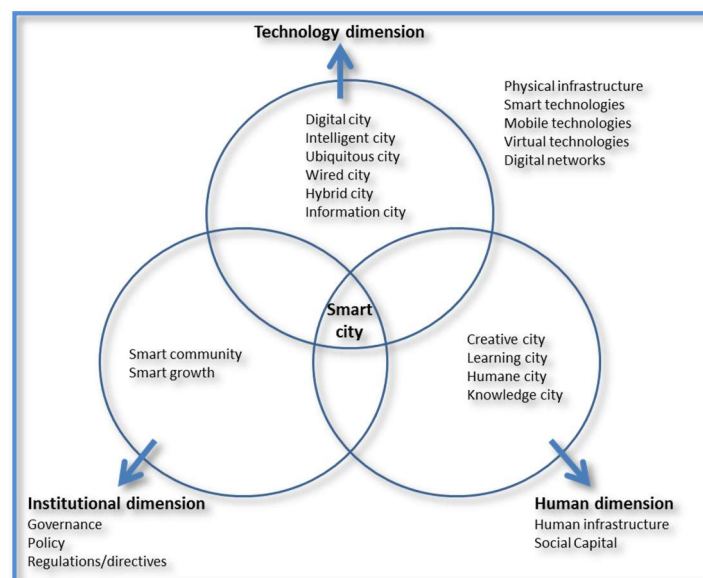 Technology dimension
Physical infrastructure
Smart technologies
Mobile technologies
Virtual technologies
Digital networks
Digital city
Intelligent city
Ubiquitous city
Wired city
Hybrid city
Information city
Smart
city
Smart community
Smart growth
Creative city
Learning city
Humane city
Knowledge city
Institutional dimension
Governance
Policy
Regulations/directives
Human dimension
Human infrastructure
Social Capital